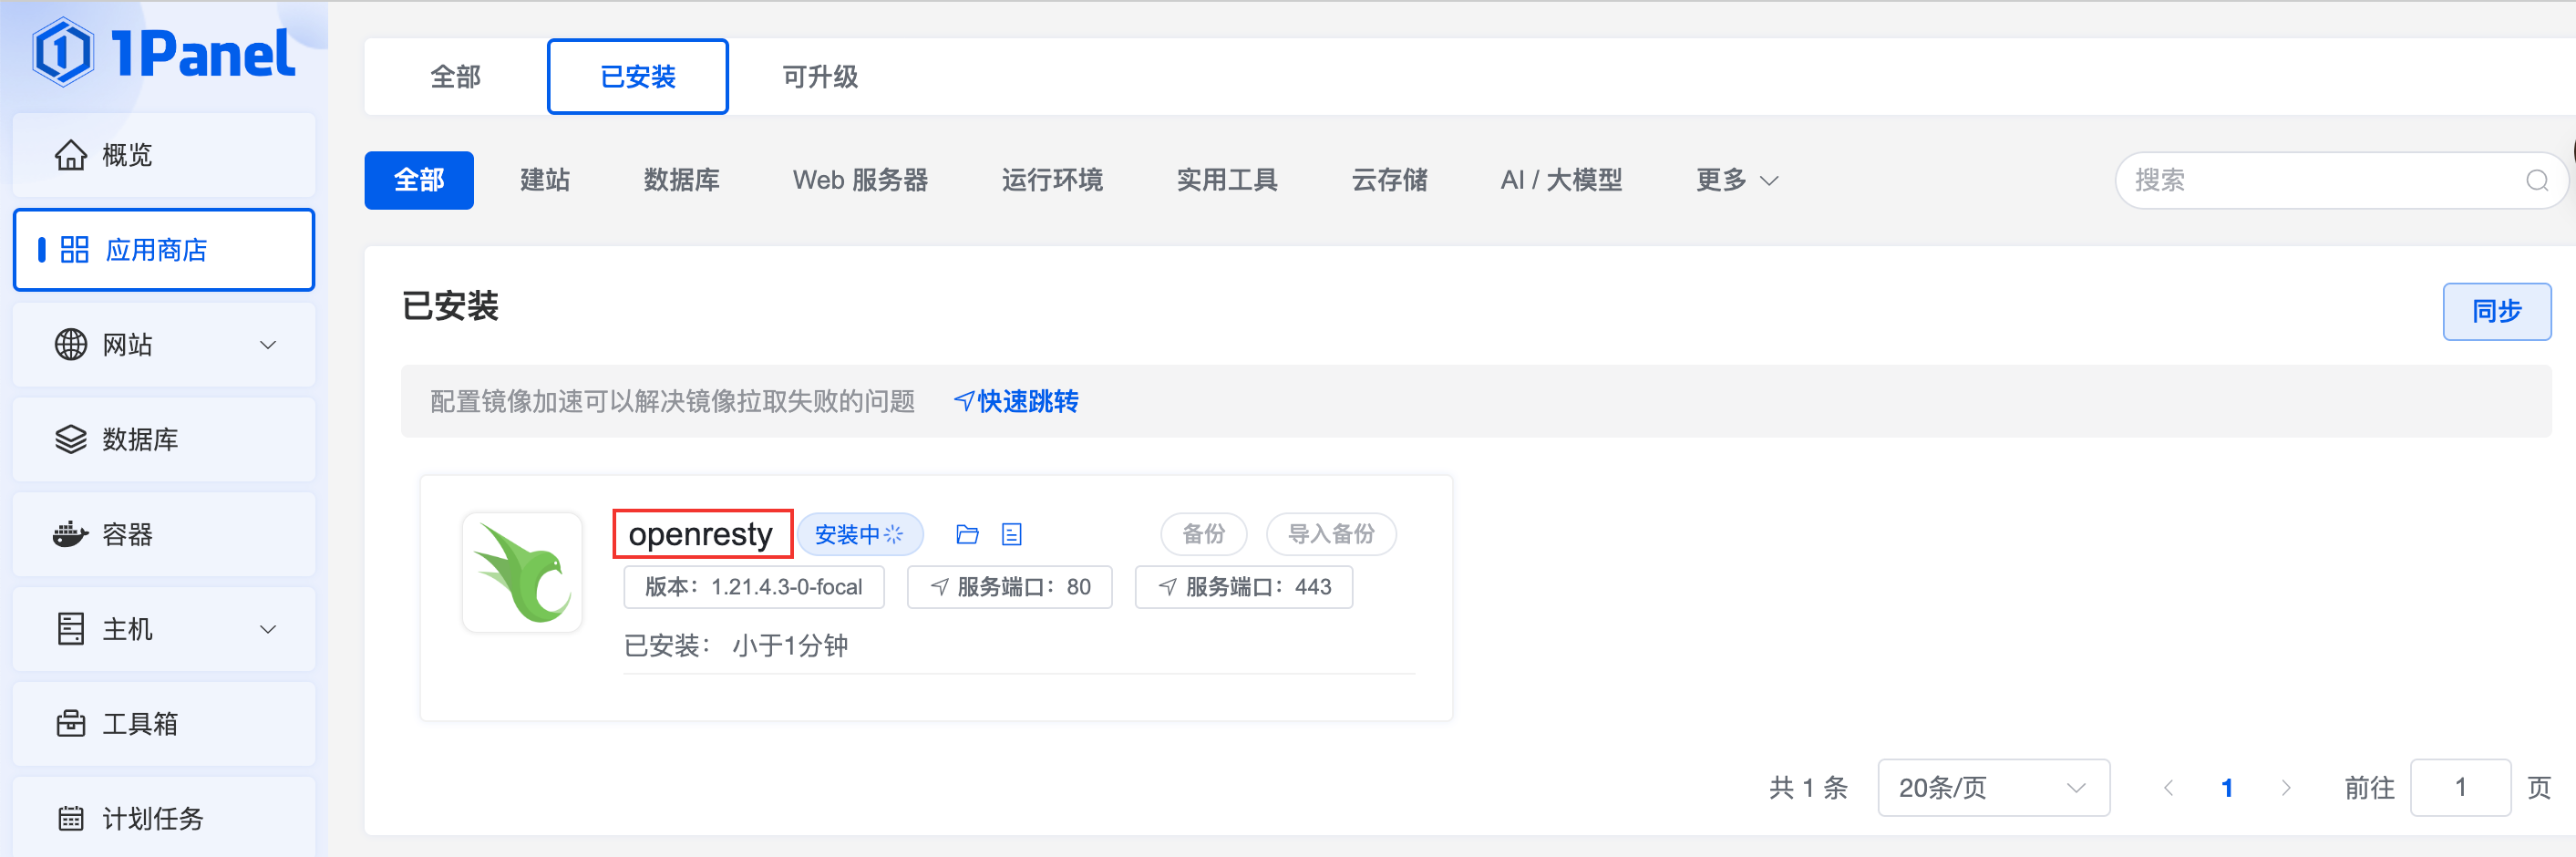 1Panel
概览
应用商店
网站
数据库
容器
主机
工具箱
计划任务
全部
已安装
可升级
全部
建站
数据库
Web 服务器
运行环境
实用工具
云存储
AI / 大模型
更多
搜索
已安装
同步
配置镜像加速可以解决镜像拉取失败的问题
快速跳转
openresty
安装中
备份
导入备份
版本：1.21.4.3-0-focal
服务端口：80
服务端口：443
已安装： 小于1分钟
共 1 条
20条/页
1
前往
1
页